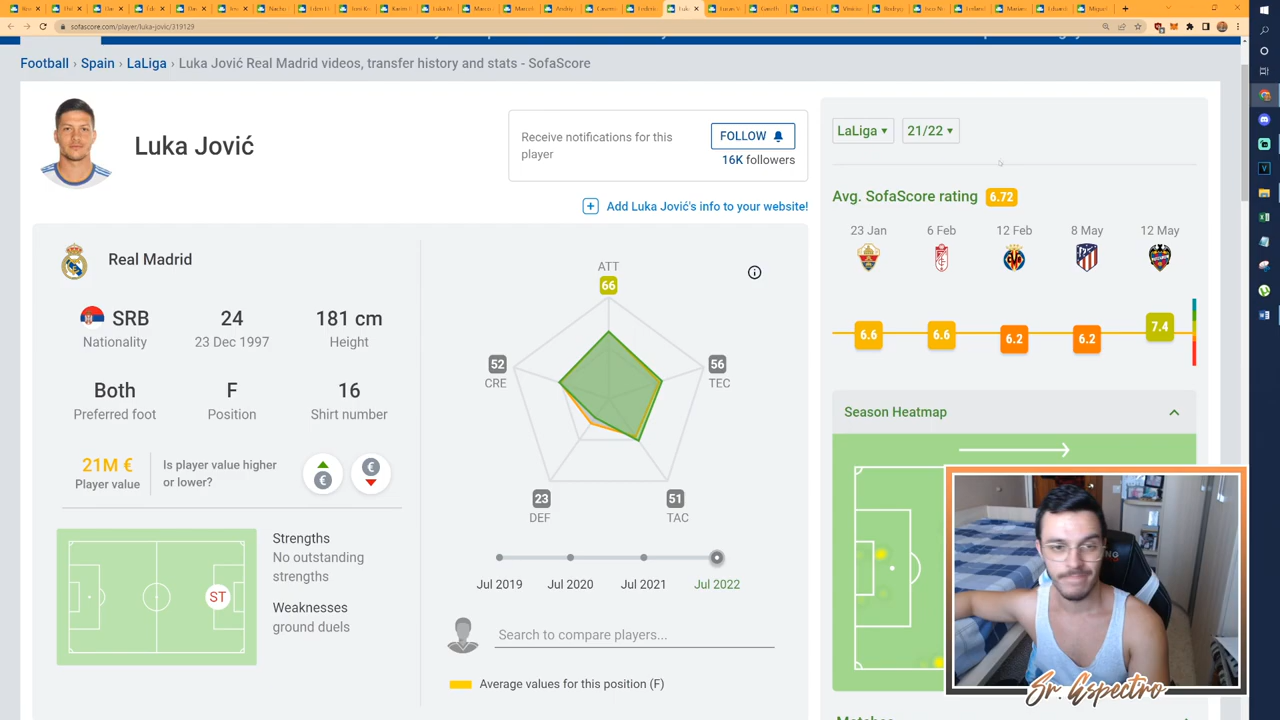 sofascore.com/player/luka-jovic/319129
Football › Spain › LaLiga › Luka Jović Real Madrid videos, transfer history and stats - SofaScore
Luka Jović
Receive notifications for this
player
FOLLOW
16K followers
Add Luka Jović's info to your website!
Real Madrid
SRB
Nationality
24
23 Dec 1997
181 cm
Height
Both
Preferred foot
F
Position
16
Shirt number
21M €
Player value
Is player value higher
or lower?
€
€
ST
Strengths
No outstanding
strengths
Weaknesses
ground duels
ATT
66
52
CRE
56
TEC
23
DEF
51
TAC
Jul 2019
Jul 2020
Jul 2021
Jul 2022
Search to compare players...
Average values for this position (F)
LaLiga
21/22
Avg. SofaScore rating 6.72
23 Jan
6 Feb
12 Feb
8 May
12 May
6.6
6.6
6.2
6.2
7.4
Season Heatmap
Sr. Espectro